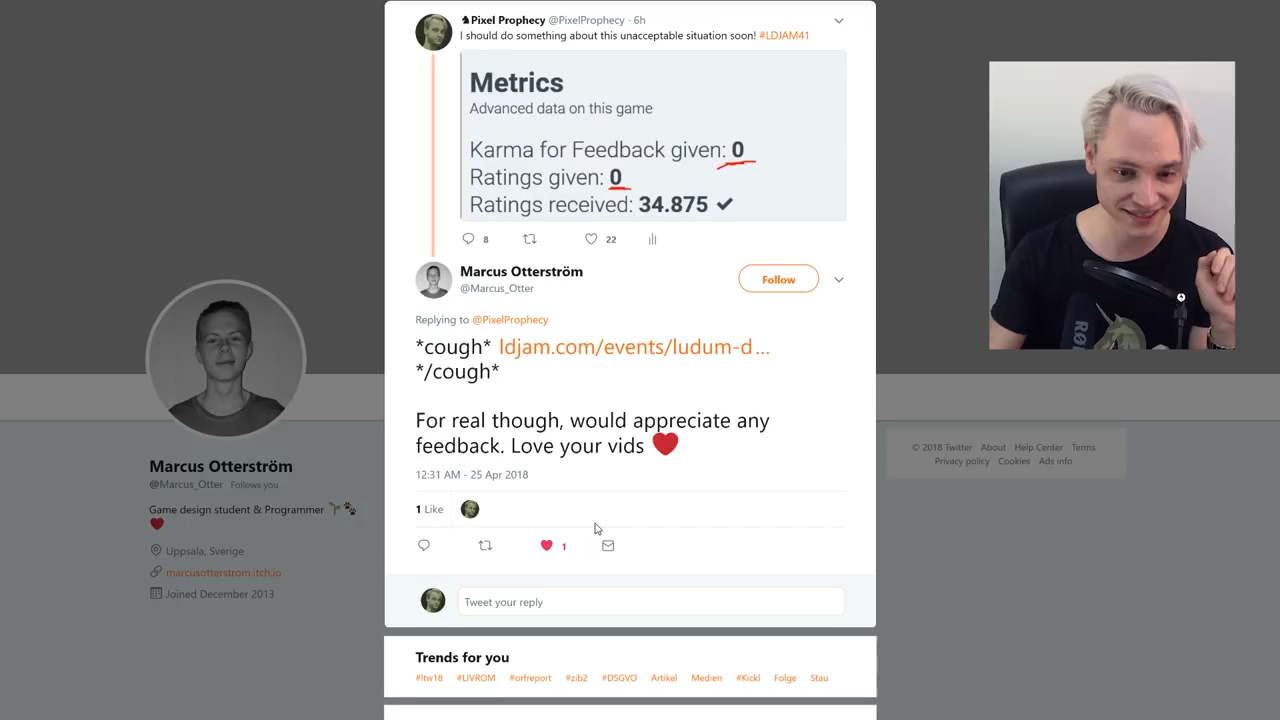 Pixel Prophecy @PixelProphecy · 6h
I should do something about this unacceptable situation soon! #LDJAM41
Metrics
Advanced data on this game
Karma for Feedback given: 0
Ratings given: 0
Ratings received: 34.875 ✔
8 22
Marcus Otterström
@Marcus_Otter
Follow
Replying to @PixelProphecy
*cough* ldjam.com/events/ludum-d…
*/cough*
For real though, would appreciate any
feedback. Love your vids ❤
12:31 AM - 25 Apr 2018
1 Like
1
Tweet your reply
Trends for you
#ltw18 #LIVROM #orfreport #zib2 #DSGVO Artikel Medien #Kickl Folge Stau
Marcus Otterström
@Marcus_Otter Follows you
Game design student & Programmer 🌱🐾
❤
Uppsala, Sverige
marcusotterstrom.itch.io
Joined December 2013
© 2018 Twitter About Help Center Terms
Privacy policy Cookies Ads info
RØDE